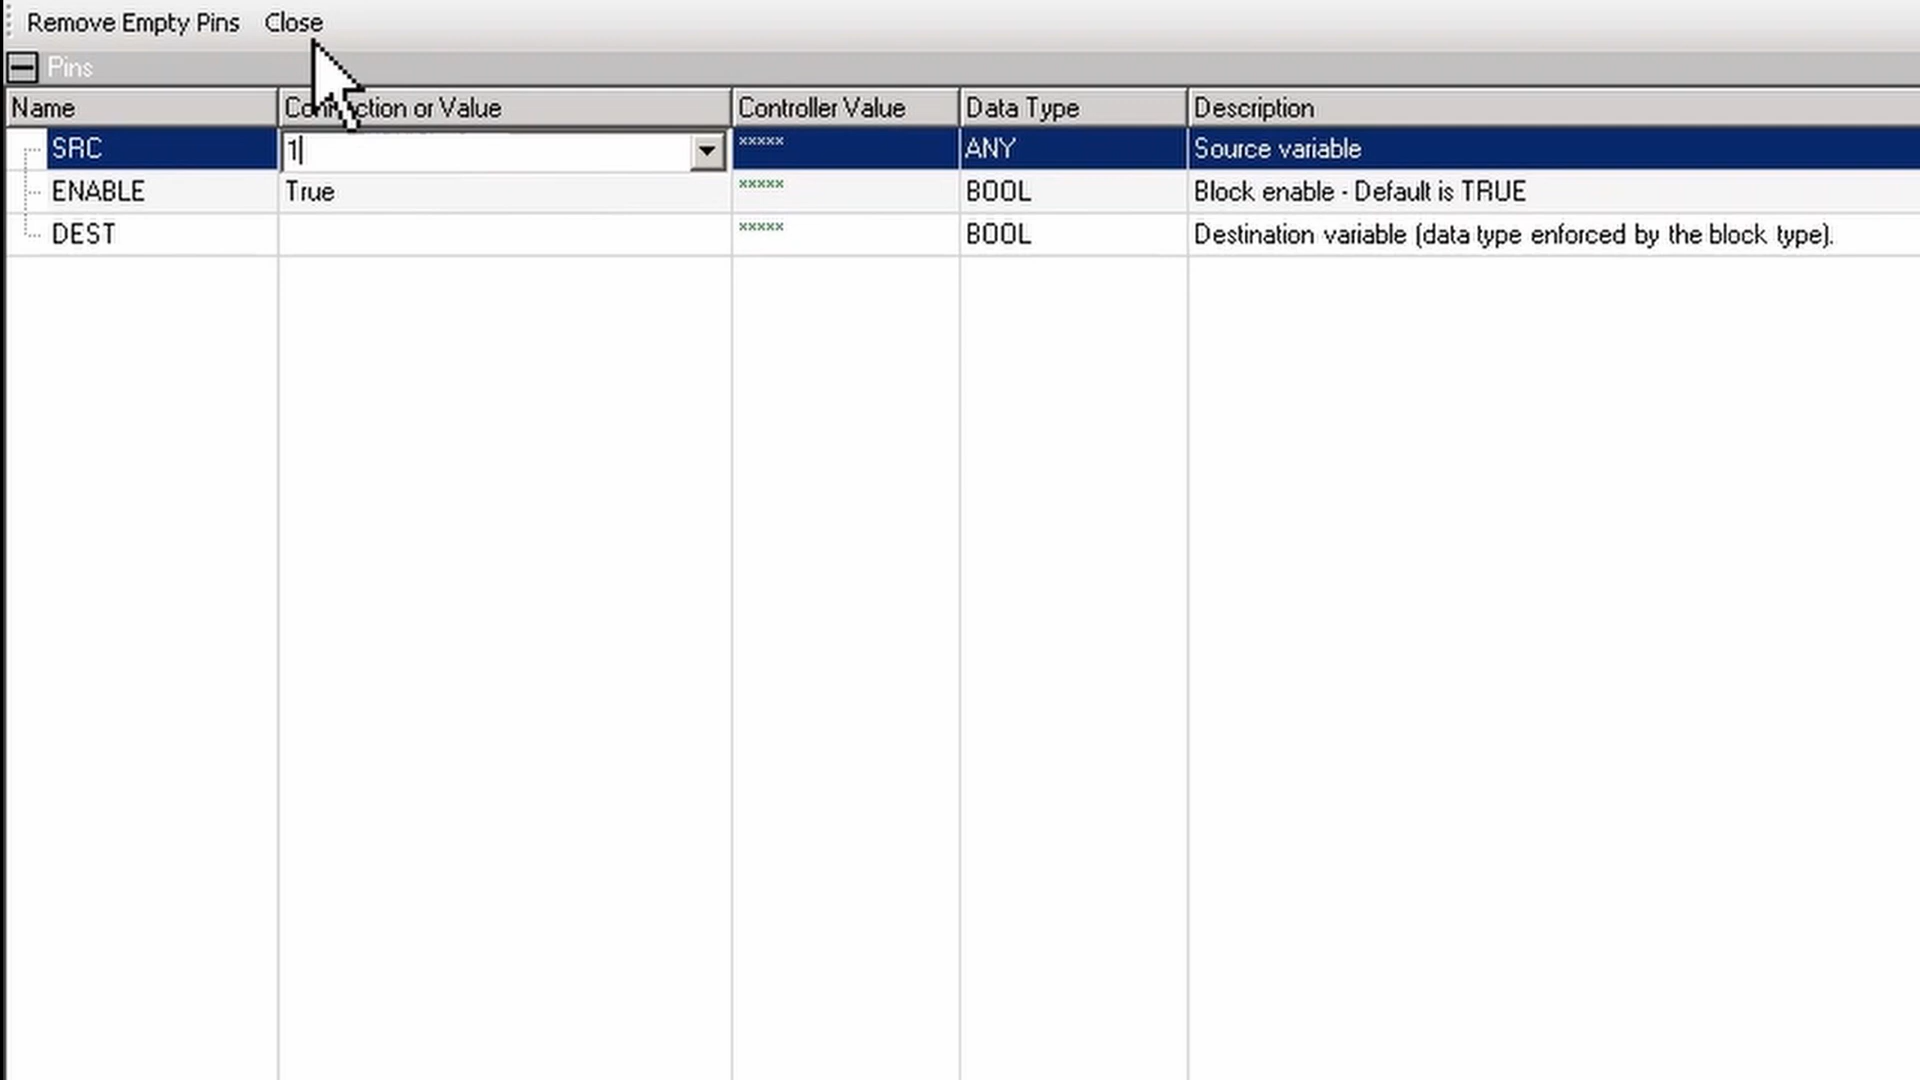 Remove Empty Pins Close
Pins
Name Connection or Value Controller Value Data Type Description
SRC 1 ***** ANY Source variable
ENABLE True ***** BOOL Block enable - Default is TRUE
DEST ***** BOOL Destination variable (data type enforced by the block type).